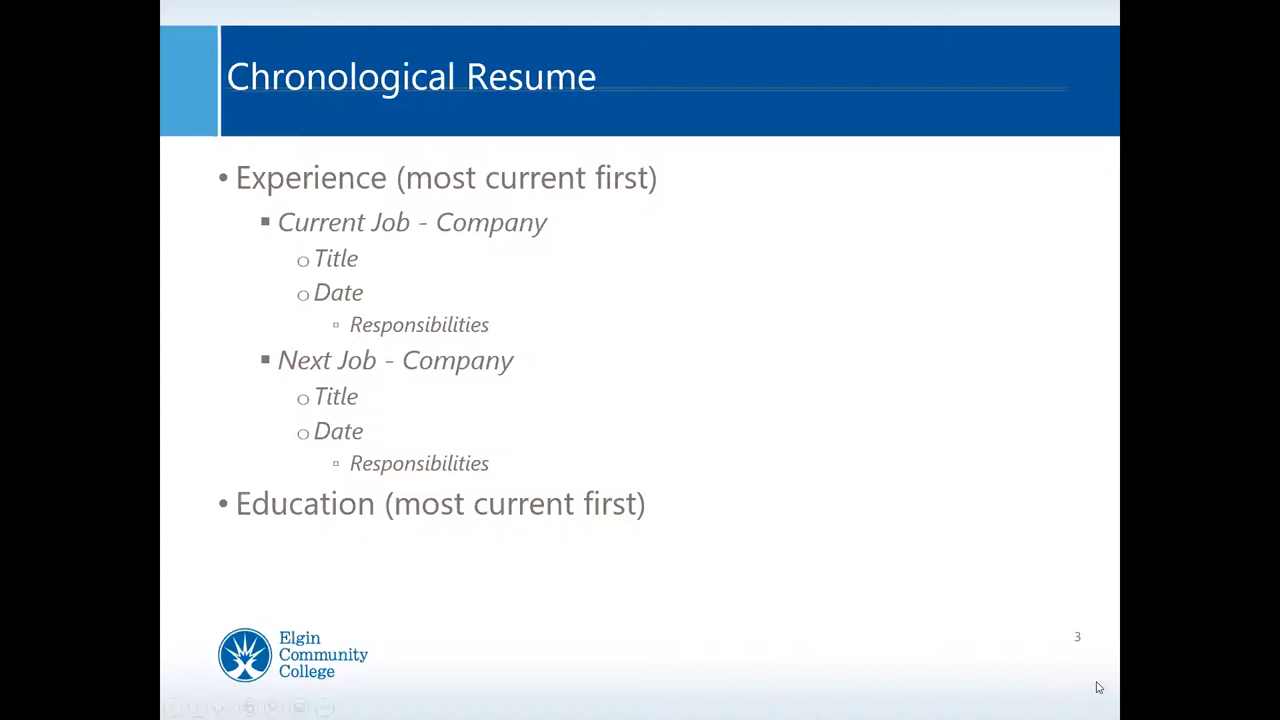 Chronological Resume
• Experience (most current first)
▪ Current Job - Company
o Title
o Date
▫ Responsibilities
▪ Next Job - Company
o Title
o Date
▫ Responsibilities
• Education (most current first)
Elgin
Community
College
3